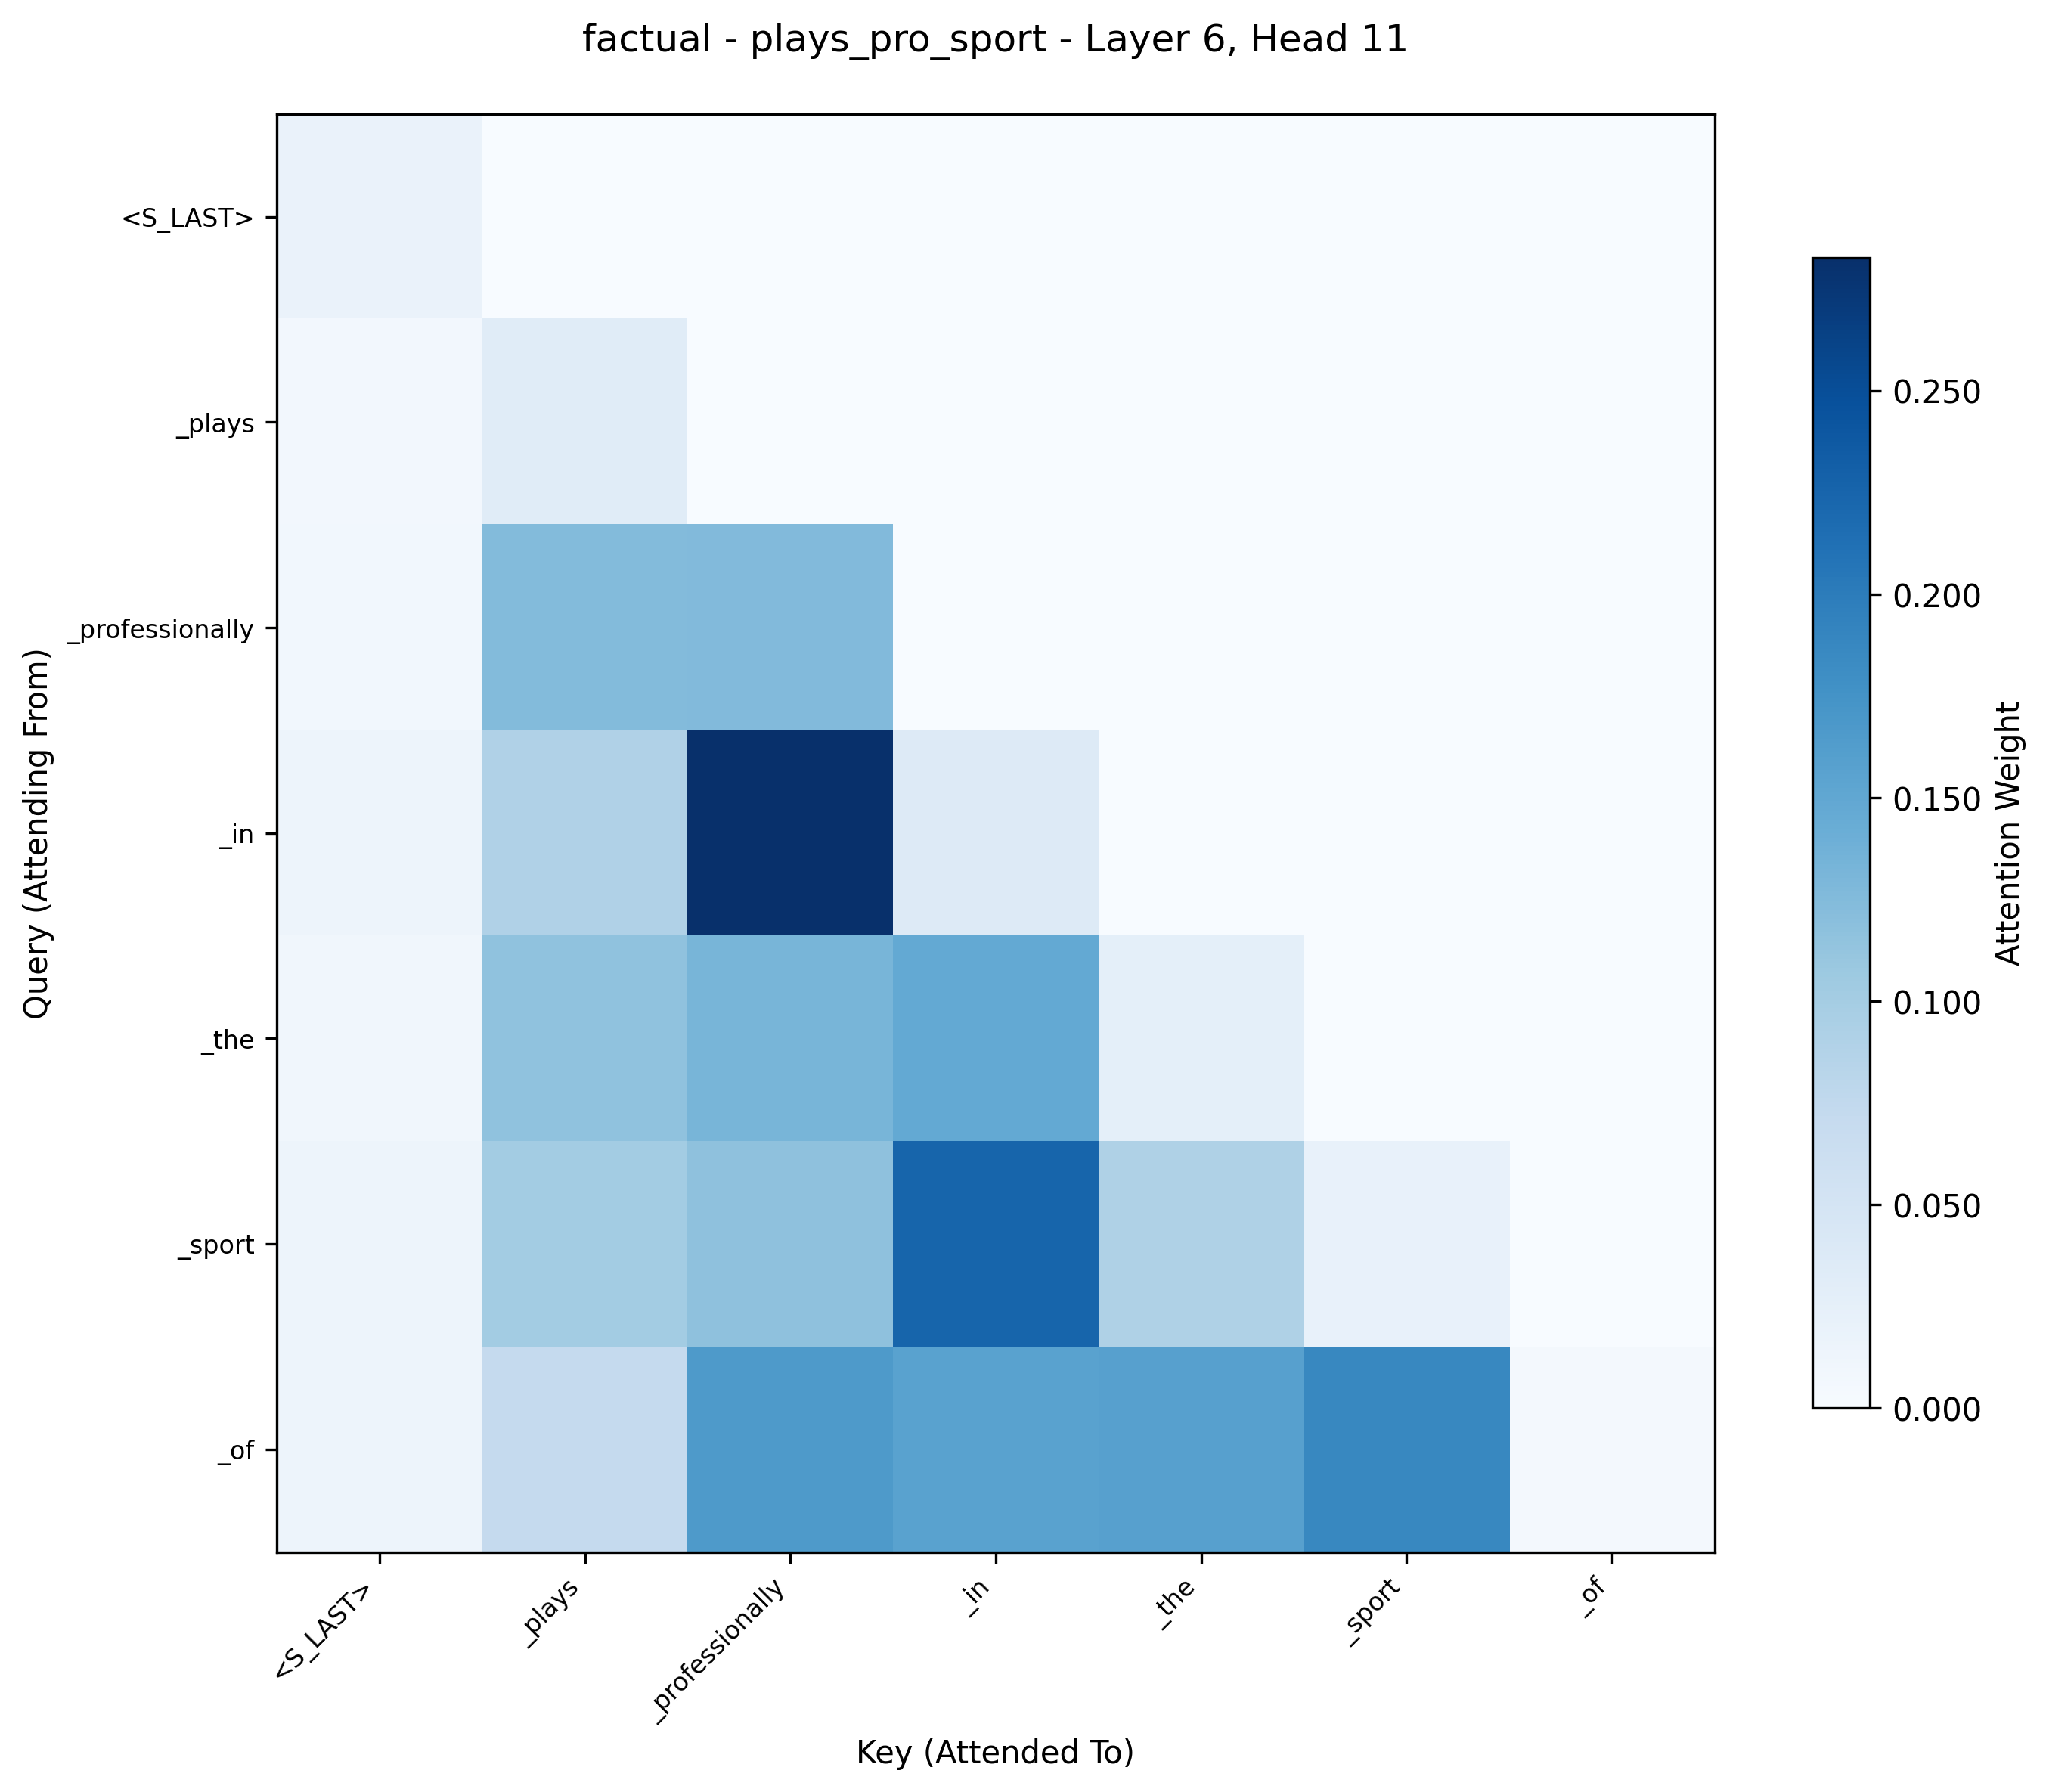 factual - plays_pro_sport - Layer 6, Head 11
Query (Attending From)
<S_LAST>
_plays
_professionally
_in
_the
_sport
_of
<S_LAST>
_plays
_professionally
_in
_the
_sport
_of
Key (Attended To)
0.250
0.200
0.150
0.100
0.050
0.000
Attention Weight